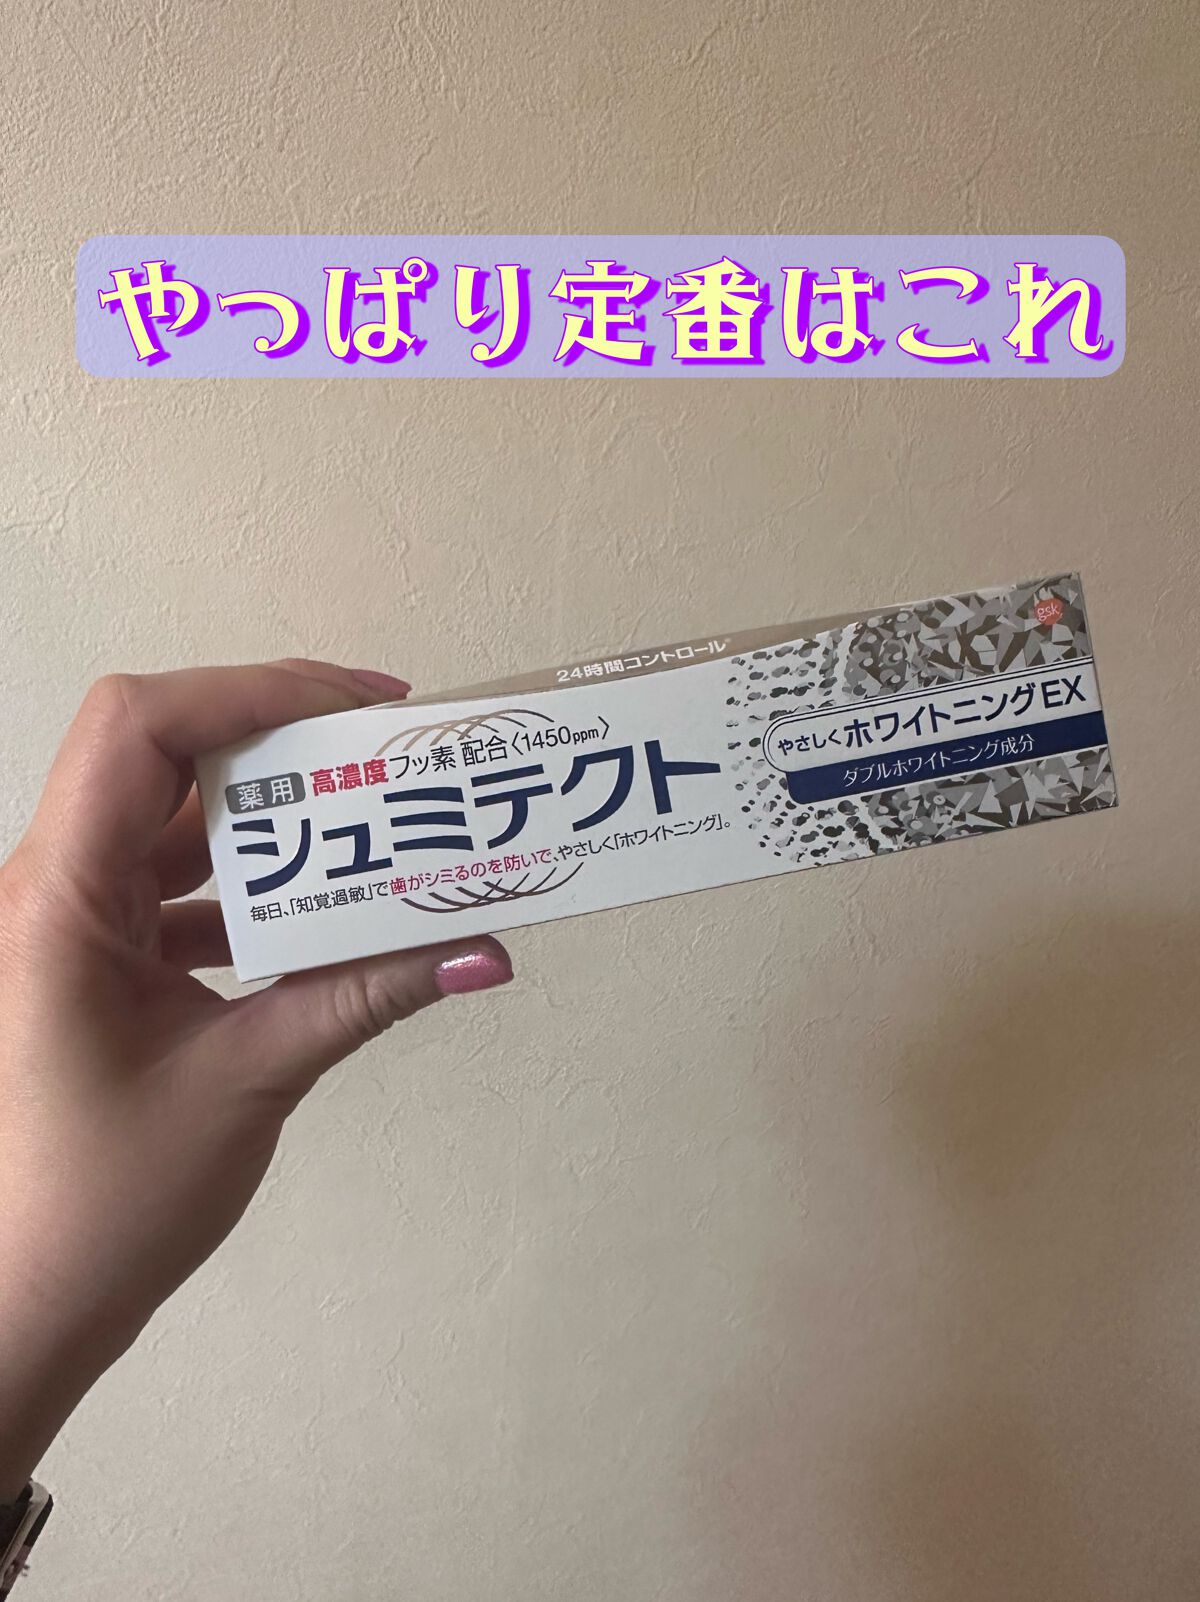 やっぱり定番はこれ
24時間コントロール®
gsk
薬用 高濃度フッ素 配合〈1450ppm〉
シュミテクト
毎日、「知覚過敏」で歯がシミるのを防いで、やさしく「ホワイトニング」。
やさしくホワイトニングEX
ダブルホワイトニング成分